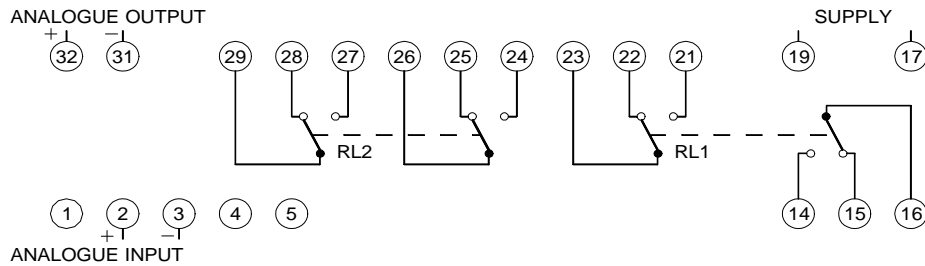 ANALOGUE OUTPUT SUPPLY
+ −
32 31 29 28 27 26 25 24 23 22 21 19 17
RL2 RL1
1 2 3 4 5 14 15 16
+ −
ANALOGUE INPUT